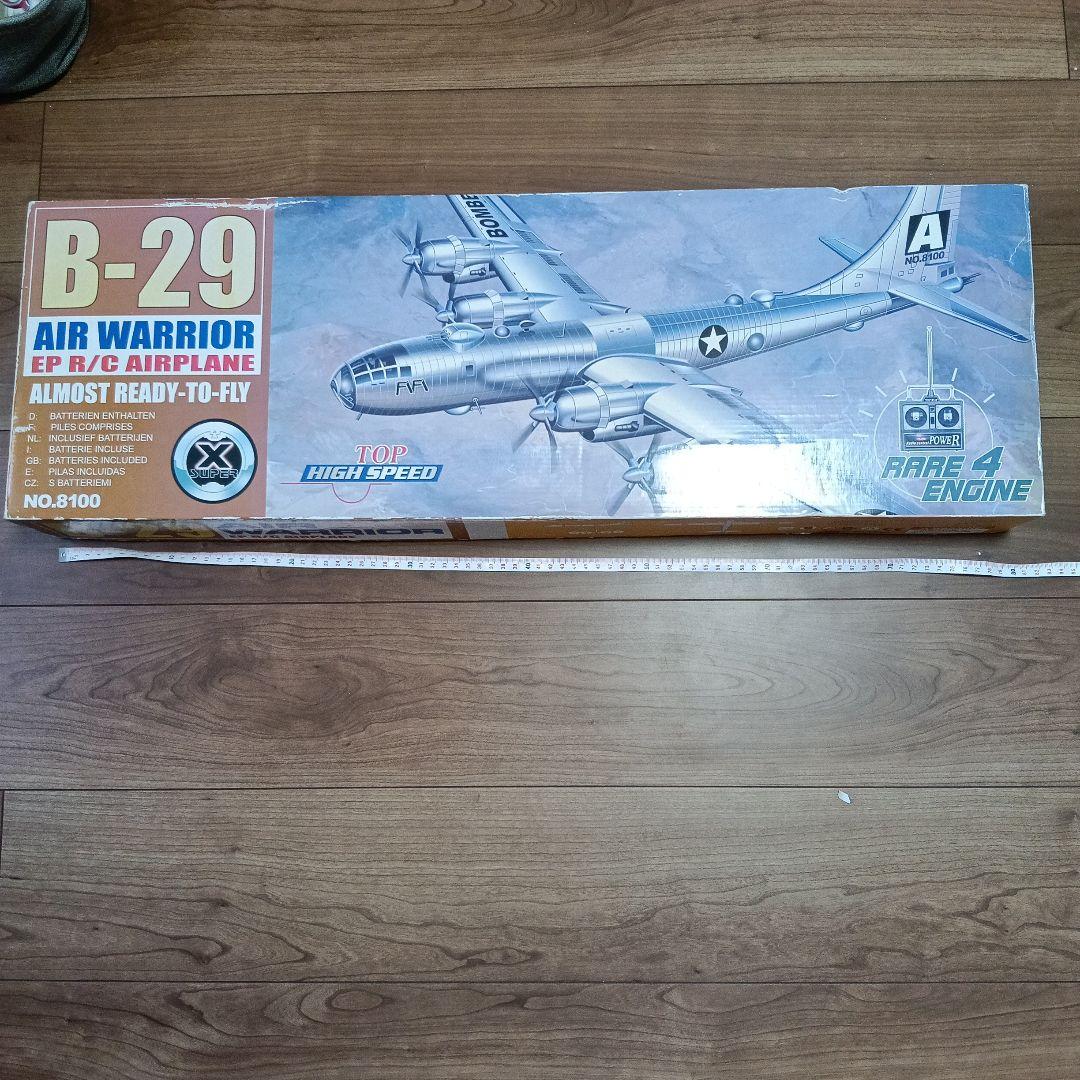 B-29
AIR WARRIOR
EP R/C AIRPLANE
ALMOST READY-TO-FLY
D: BATTERIEN ENTHALTEN
F: PILES COMPRISES
NL: INCLUSIEF BATTERIJEN
I: BATTERIE INCLUSE
GB: BATTERIES INCLUDED
E: PILAS INCLUIDAS
CZ: S BATTERIEMI
NO.8100
X
SUPER
BOMBE
A
NO.8100
FIFI
TOP
HIGH SPEED
POWER
RARE 4
ENGINE